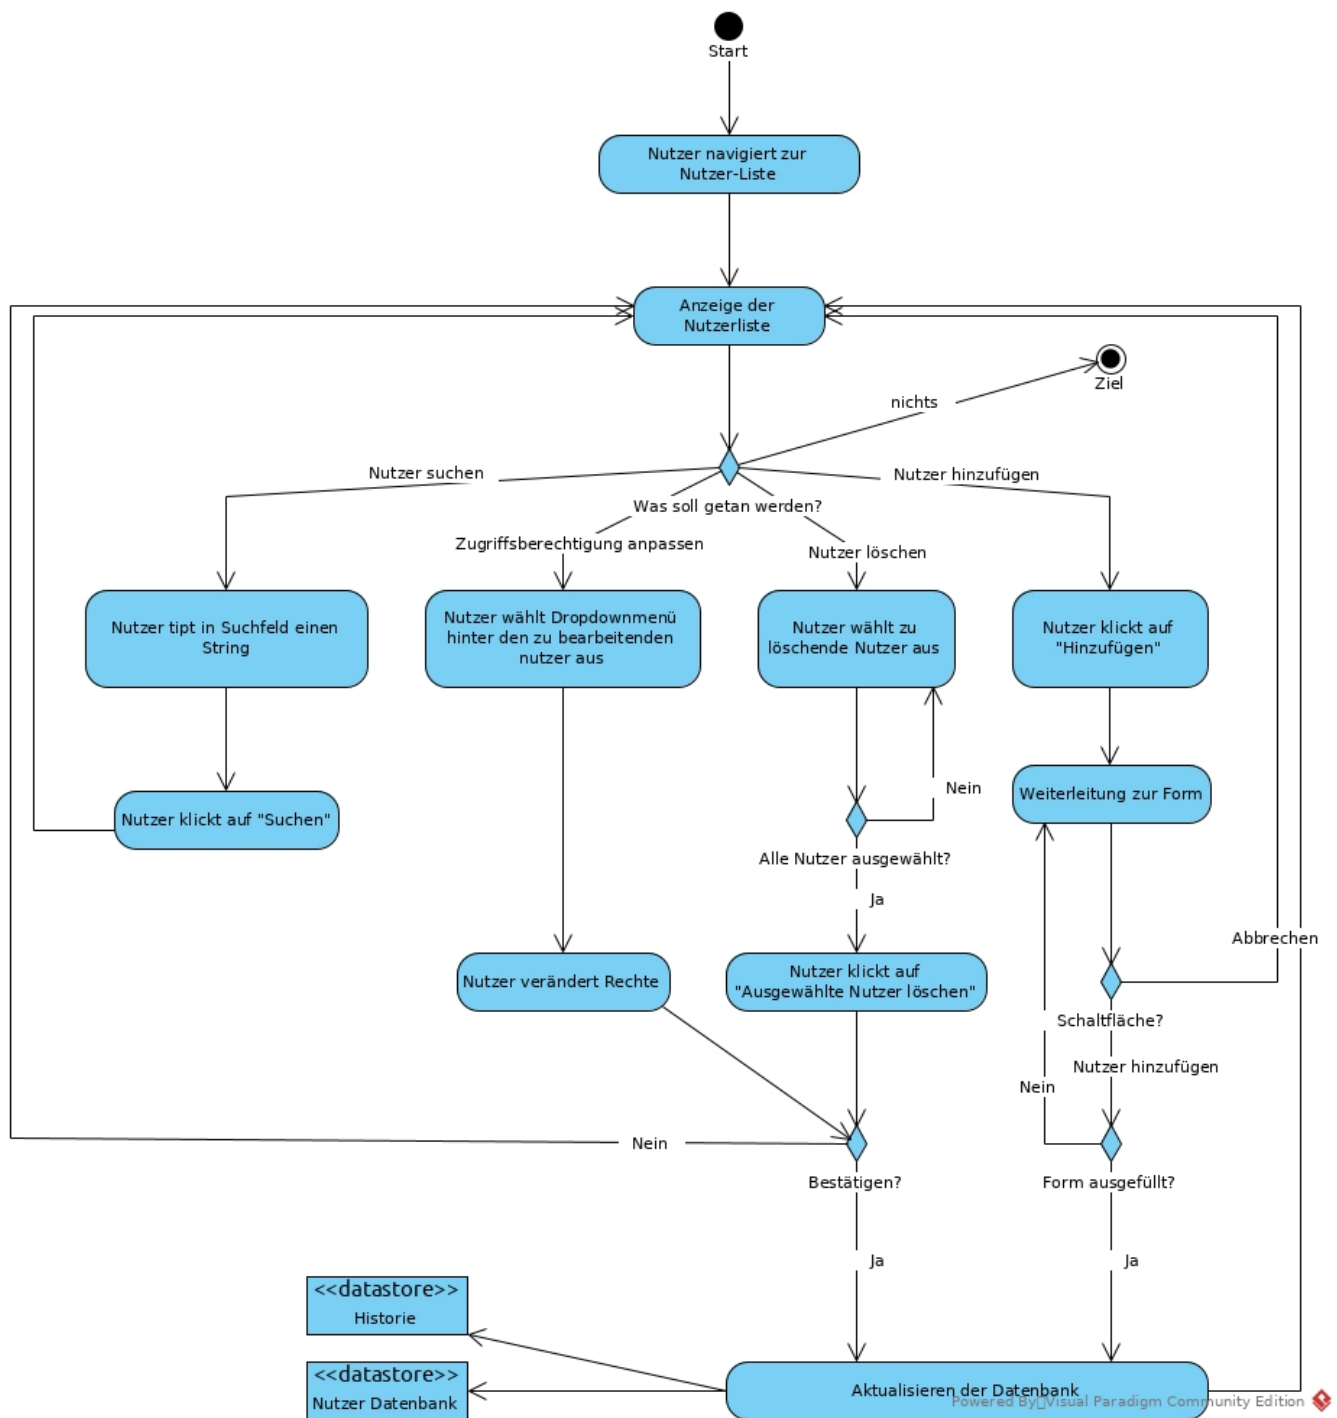 Start
Nutzer navigiert zur
Nutzer-Liste
Anzeige der
Nutzerliste
Ziel
nichts
Nutzer suchen
Nutzer hinzufügen
Was soll getan werden?
Zugriffsberechtigung anpassen
Nutzer löschen
Nutzer tipt in Suchfeld einen
String
Nutzer wählt Dropdownmenü
hinter den zu bearbeitenden
nutzer aus
Nutzer wählt zu
löschende Nutzer aus
Nutzer klickt auf
"Hinzufügen"
Nein
Weiterleitung zur Form
Nutzer klickt auf "Suchen"
Alle Nutzer ausgewählt?
Ja
Abbrechen
Nutzer verändert Rechte
Nutzer klickt auf
"Ausgewählte Nutzer löschen"
Schaltfläche?
Nutzer hinzufügen
Nein
Nein
Bestätigen?
Form ausgefüllt?
Ja
Ja
<<datastore>>
Historie
<<datastore>>
Nutzer Datenbank
Aktualisieren der Datenbank
Powered By Visual Paradigm Community Edition